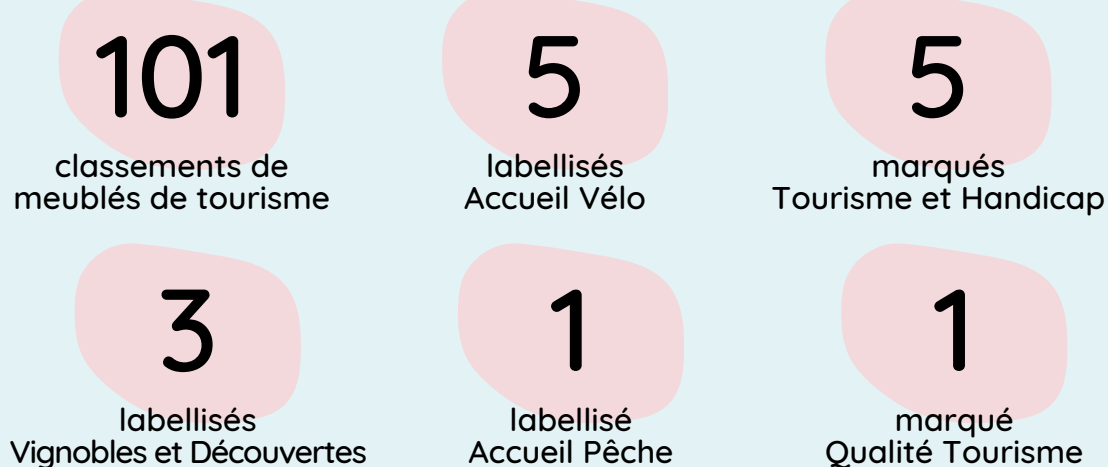 101
classements de
meublés de tourisme
5
labellisés
Accueil Vélo
5
marqués
Tourisme et Handicap
3
labellisés
Vignobles et Découvertes
1
labellisé
Accueil Pêche
1
marqué
Qualité Tourisme